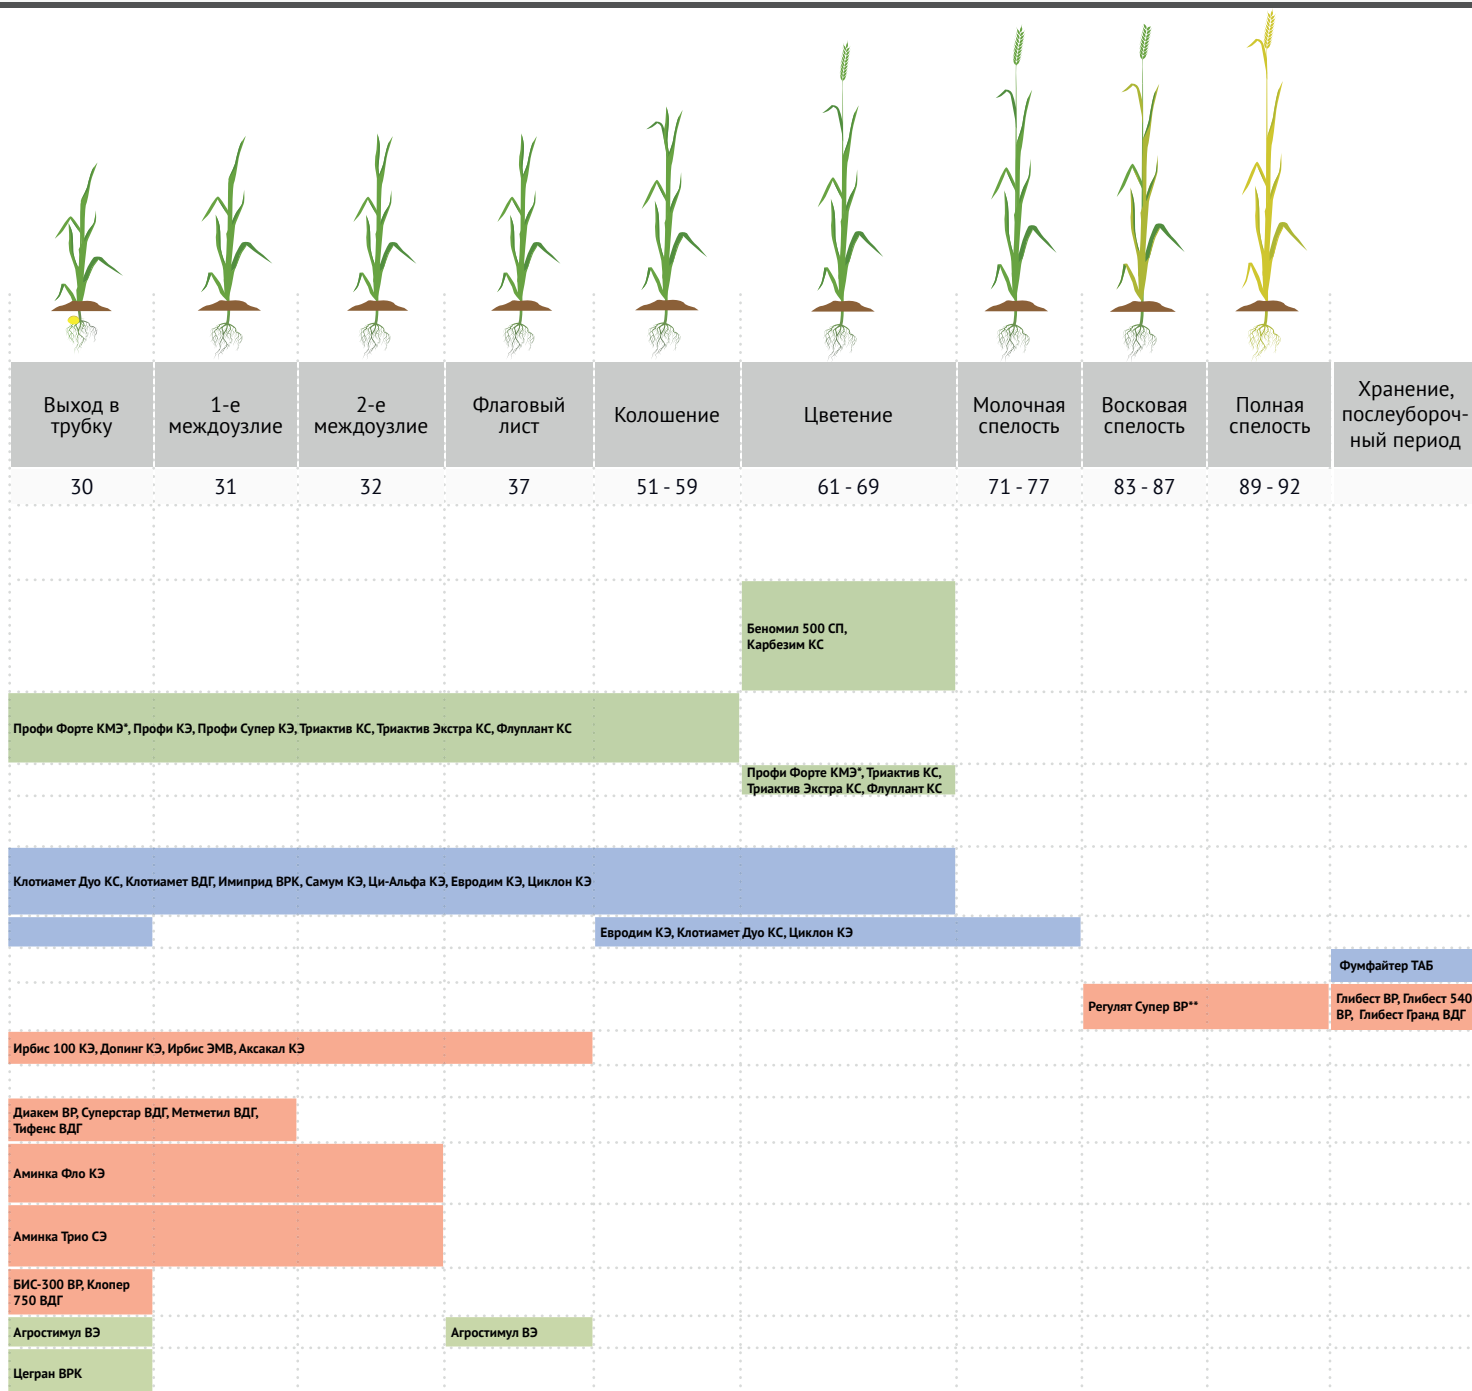 Выход в
трубку
1-е
междоузлие
2-е
междоузлие
Флаговый
лист
Колошение
Цветение
Молочная
спелость
Восковая
спелость
Полная
спелость
Хранение,
послеубороч-
ный период
30
31
32
37
51 - 59
61 - 69
71 - 77
83 - 87
89 - 92
Беномил 500 СП,
Карбезим КС
Профи Форте КМЭ*, Профи КЭ, Профи Супер КЭ, Триактив КС, Триактив Экстра КС, Флуплант КС
Профи Форте КМЭ*, Триактив КС,
Триактив Экстра КС, Флуплант КС
Клотиамет Дуо КС, Клотиамет ВДГ, Имиприд ВРК, Самум КЭ, Ци-Альфа КЭ, Евродим КЭ, Циклон КЭ
Евродим КЭ, Клотиамет Дуо КС, Циклон КЭ
Фумфайтер ТАБ
Регулят Супер ВР**
Глибест ВР, Глибест 540
ВР, Глибест Гранд ВДГ
Ирбис 100 КЭ, Допинг КЭ, Ирбис ЭМВ, Аксакал КЭ
Диакем ВР, Суперстар ВДГ, Метметил ВДГ,
Тифенс ВДГ
Аминка Фло КЭ
Аминка Трио СЭ
БИС-300 ВР, Клопер
750 ВДГ
Агростимул ВЭ
Агростимул ВЭ
Цегран ВРК